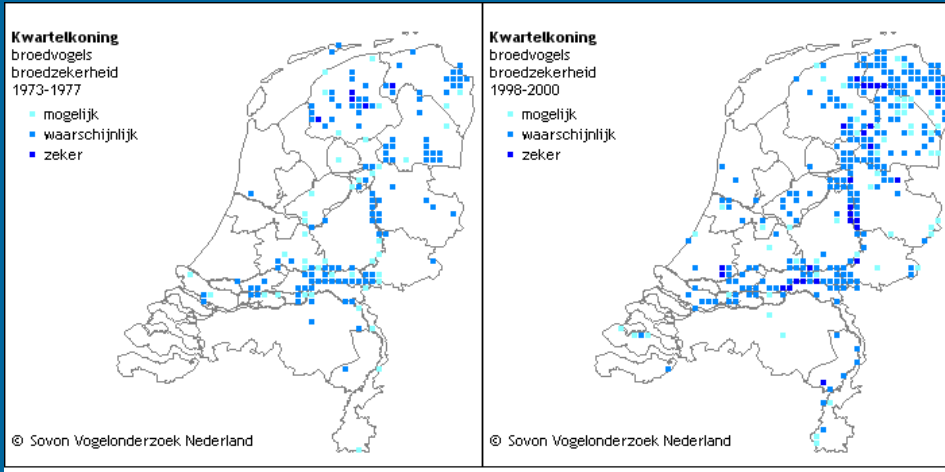 Kwartelkoning
broedvogels
broedzekerheid
1973-1977
mogelijk
waarschijnlijk
zeker
© Sovon Vogelonderzoek Nederland
Kwartelkoning
broedvogels
broedzekerheid
1998-2000
mogelijk
waarschijnlijk
zeker
© Sovon Vogelonderzoek Nederland